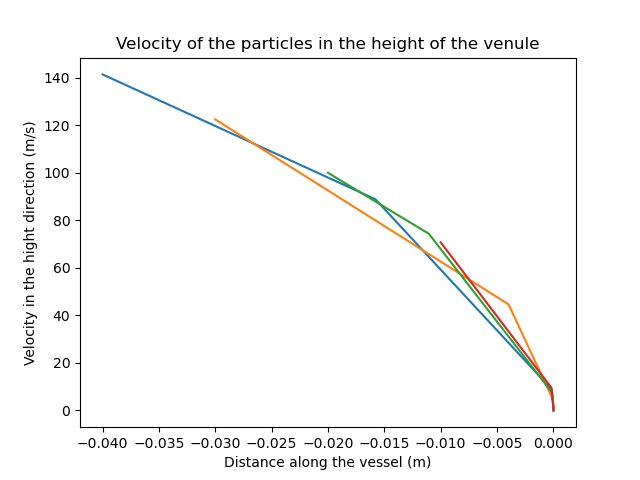 Velocity of the particles in the height of the venule
Velocity in the hight direction (m/s)
140
120
100
80
60
40
20
0
−0.040 −0.035 −0.030 −0.025 −0.020 −0.015 −0.010 −0.005 0.000
Distance along the vessel (m)